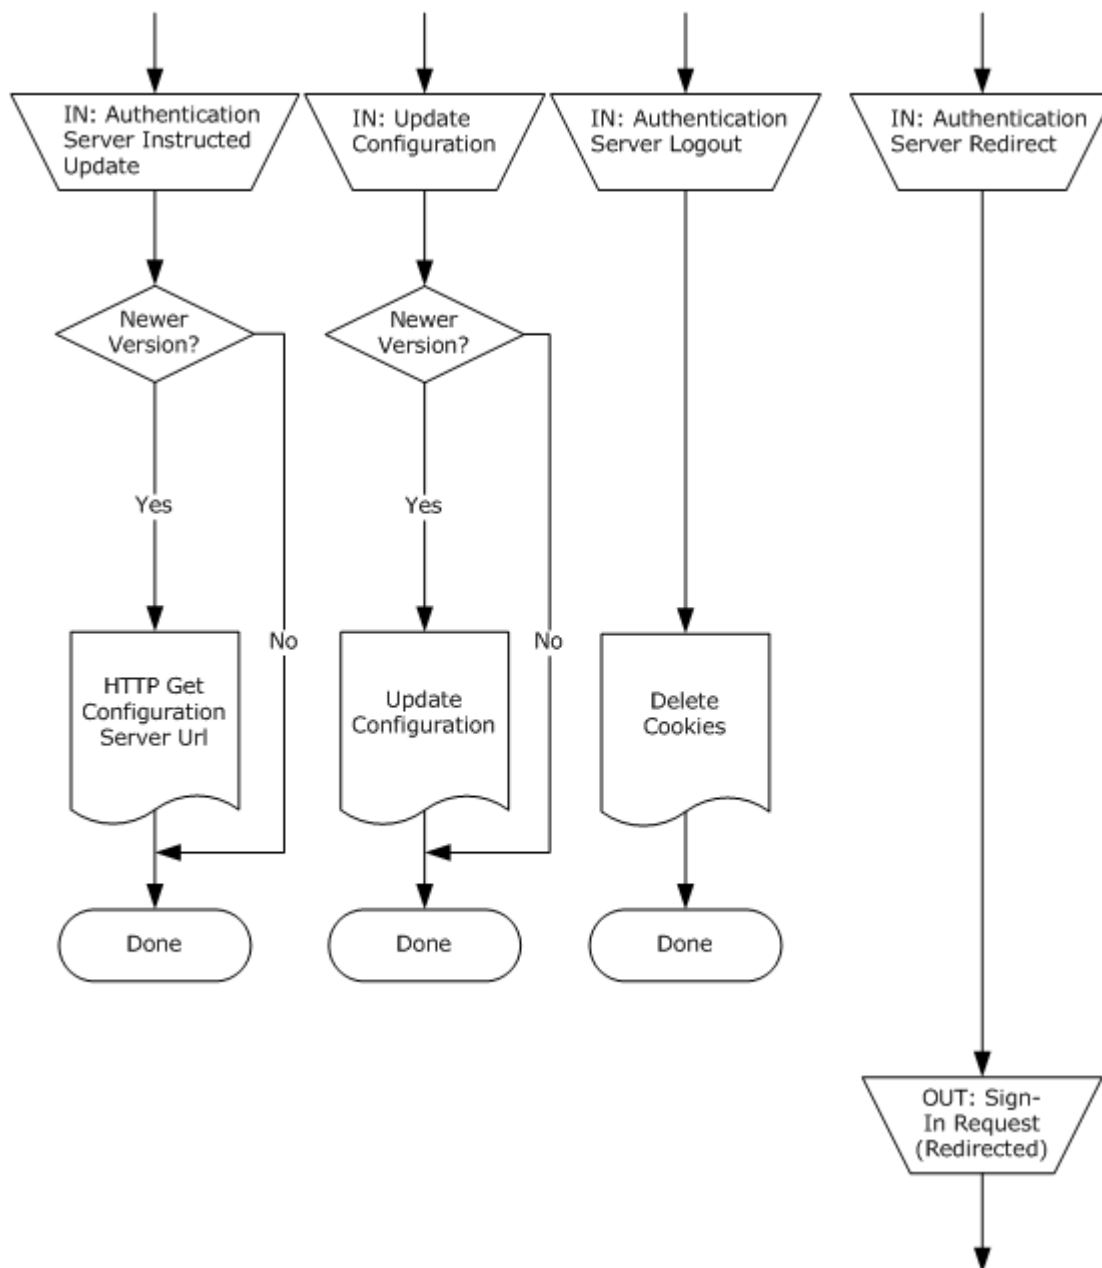 IN: Authentication
Server Instructed
Update
IN: Update
Configuration
IN: Authentication
Server Logout
IN: Authentication
Server Redirect
Newer
Version?
Newer
Version?
Yes
Yes
No
No
HTTP Get
Configuration
Server Url
Update
Configuration
Delete
Cookies
Done
Done
Done
OUT: Sign-
In Request
(Redirected)